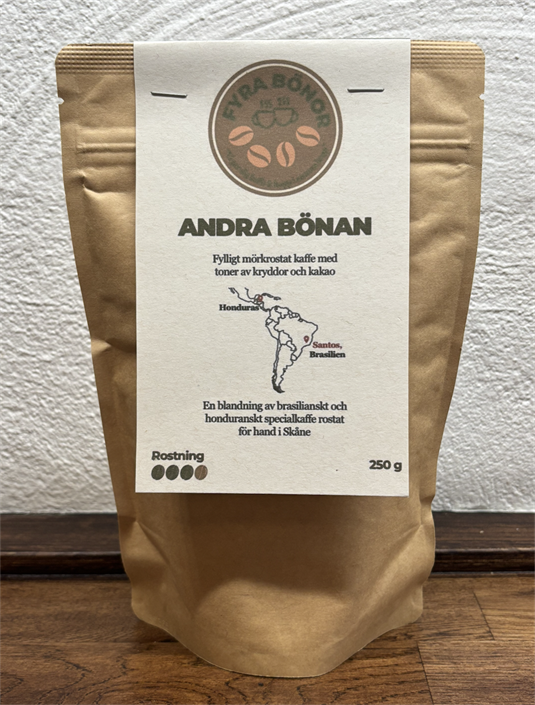 FYRA BÖNOR
ANDRA BÖNAN
Fylligt mörkrostat kaffe med
toner av kryddor och kakao
Honduras
Santos,
Brasilien
En blandning av brasilianskt och
honduranskt specialkaffe rostat
för hand i Skåne
Rostning
250 g